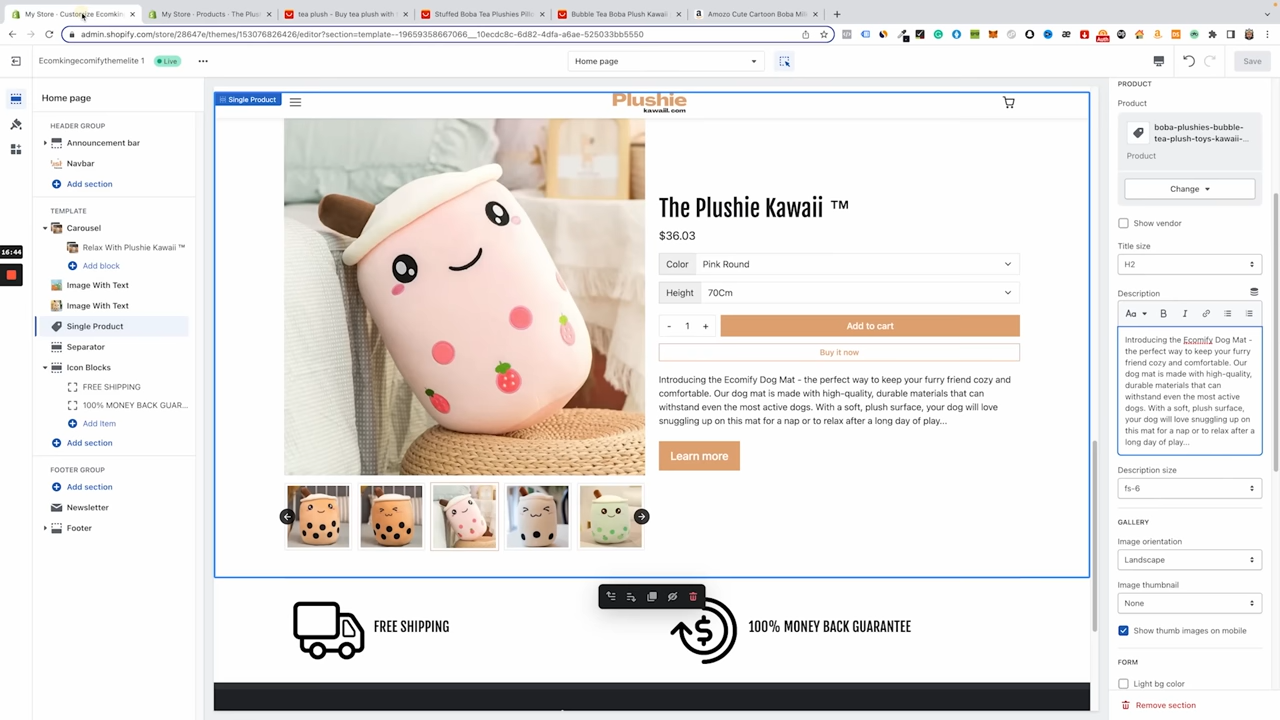 My Store - Customize Ecomkin
My Store - Products - The Plus
tea plush - Buy tea plush with
Stuffed Boba Tea Plushies Pill
Bubble Tea Boba Plush Kawaii
Amozo Cute Cartoon Boba Mil
admin.shopify.com/store/28647e/themes/153076826426/editor?section=template--19659358667066__10ecdc8c-6d82-4dfa-a6ae-525033bb5550
Ecomkingecomifythemelite 1
Live
Home page
Save
Home page
HEADER GROUP
Announcement bar
Navbar
Add section
TEMPLATE
Carousel
Relax With Plushie Kawaii ™
Add block
Image With Text
Image With Text
Single Product
Separator
Icon Blocks
FREE SHIPPING
100% MONEY BACK GUAR...
Add Item
Add section
FOOTER GROUP
Add section
Newsletter
Footer
16:44
Single Product
Plushie
kawaii.com
The Plushie Kawaii ™
$36.03
Color
Pink Round
Height
70Cm
- 1 +
Add to cart
Buy it now
Introducing the Ecomify Dog Mat - the perfect way to keep your furry friend cozy and
comfortable. Our dog mat is made with high-quality, durable materials that can
withstand even the most active dogs. With a soft, plush surface, your dog will love
snuggling up on this mat for a nap or to relax after a long day of play...
Learn more
FREE SHIPPING
100% MONEY BACK GUARANTEE
PRODUCT
Product
boba-plushies-bubble-
tea-plush-toys-kawaii-...
Product
Change
Show vendor
Title size
H2
Description
Aa
B
I
Introducing the Ecomify Dog Mat -
the perfect way to keep your furry
friend cozy and comfortable. Our
dog mat is made with high-quality,
durable materials that can
withstand even the most active
dogs. With a soft, plush surface,
your dog will love snuggling up on
this mat for a nap or to relax after a
long day of play...
Description size
fs-6
GALLERY
Image orientation
Landscape
Image thumbnail
None
Show thumb images on mobile
FORM
Light bg color
Remove section